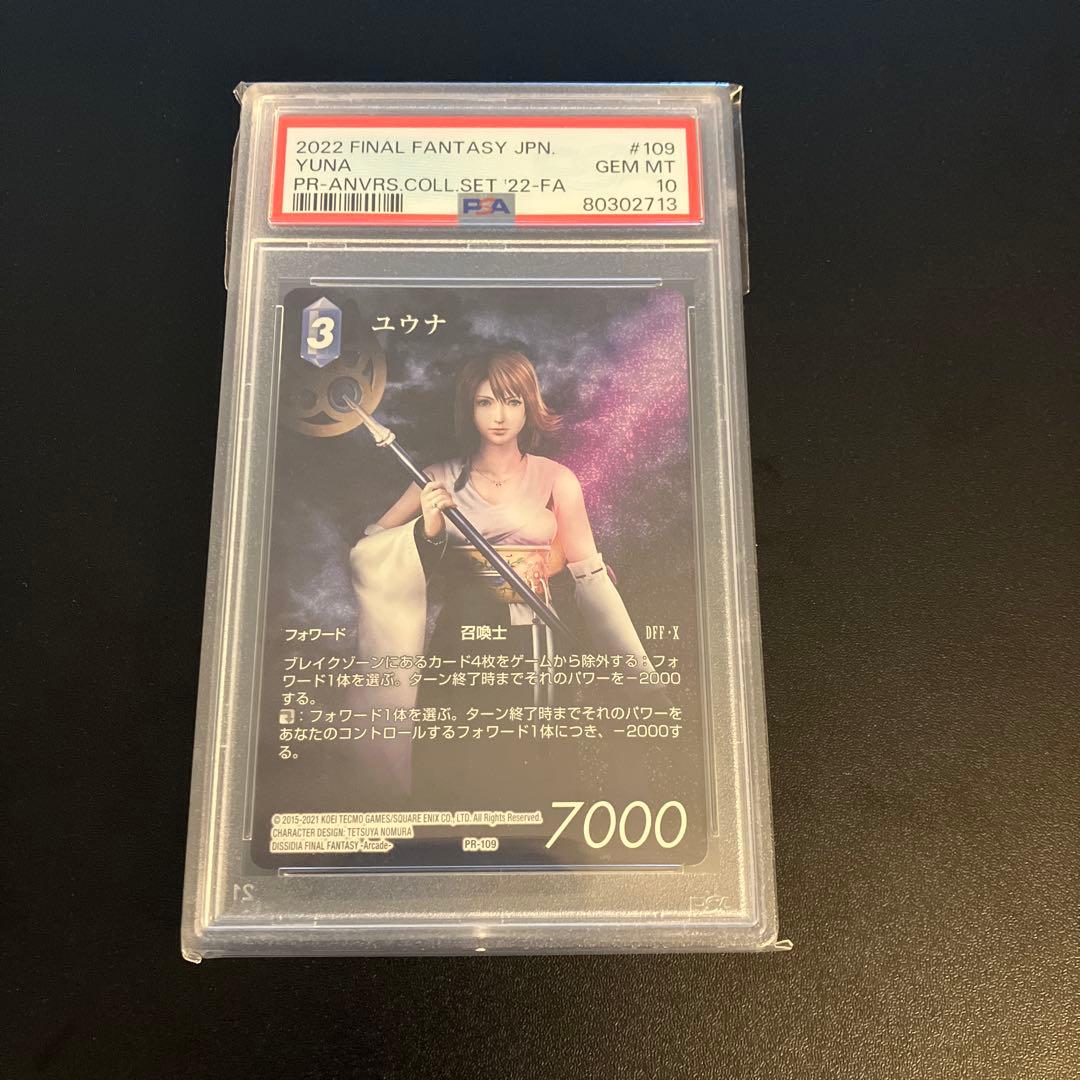 2022 FINAL FANTASY JPN. #109
YUNA GEM MT
PR-ANVRS.COLL.SET '22-FA 10
PSA 80302713
3 ユウナ
フォワード 召喚士 DFF・X
ブレイクゾーンにあるカード4枚をゲームから除外する:フォ
ワード1体を選ぶ。ターン終了時までそれのパワーを−2000
する。
:フォワード1体を選ぶ。ターン終了時までそれのパワーを
あなたのコントロールするフォワード1体につき、−2000す
る。
© 2015-2021 KOEI TECMO GAMES/SQUARE ENIX CO., LTD. All Rights Reserved.
CHARACTER DESIGN: TETSUYA NOMURA
DISSIDIA FINAL FANTASY -Arcade-
PR-109
7000
21 PSA